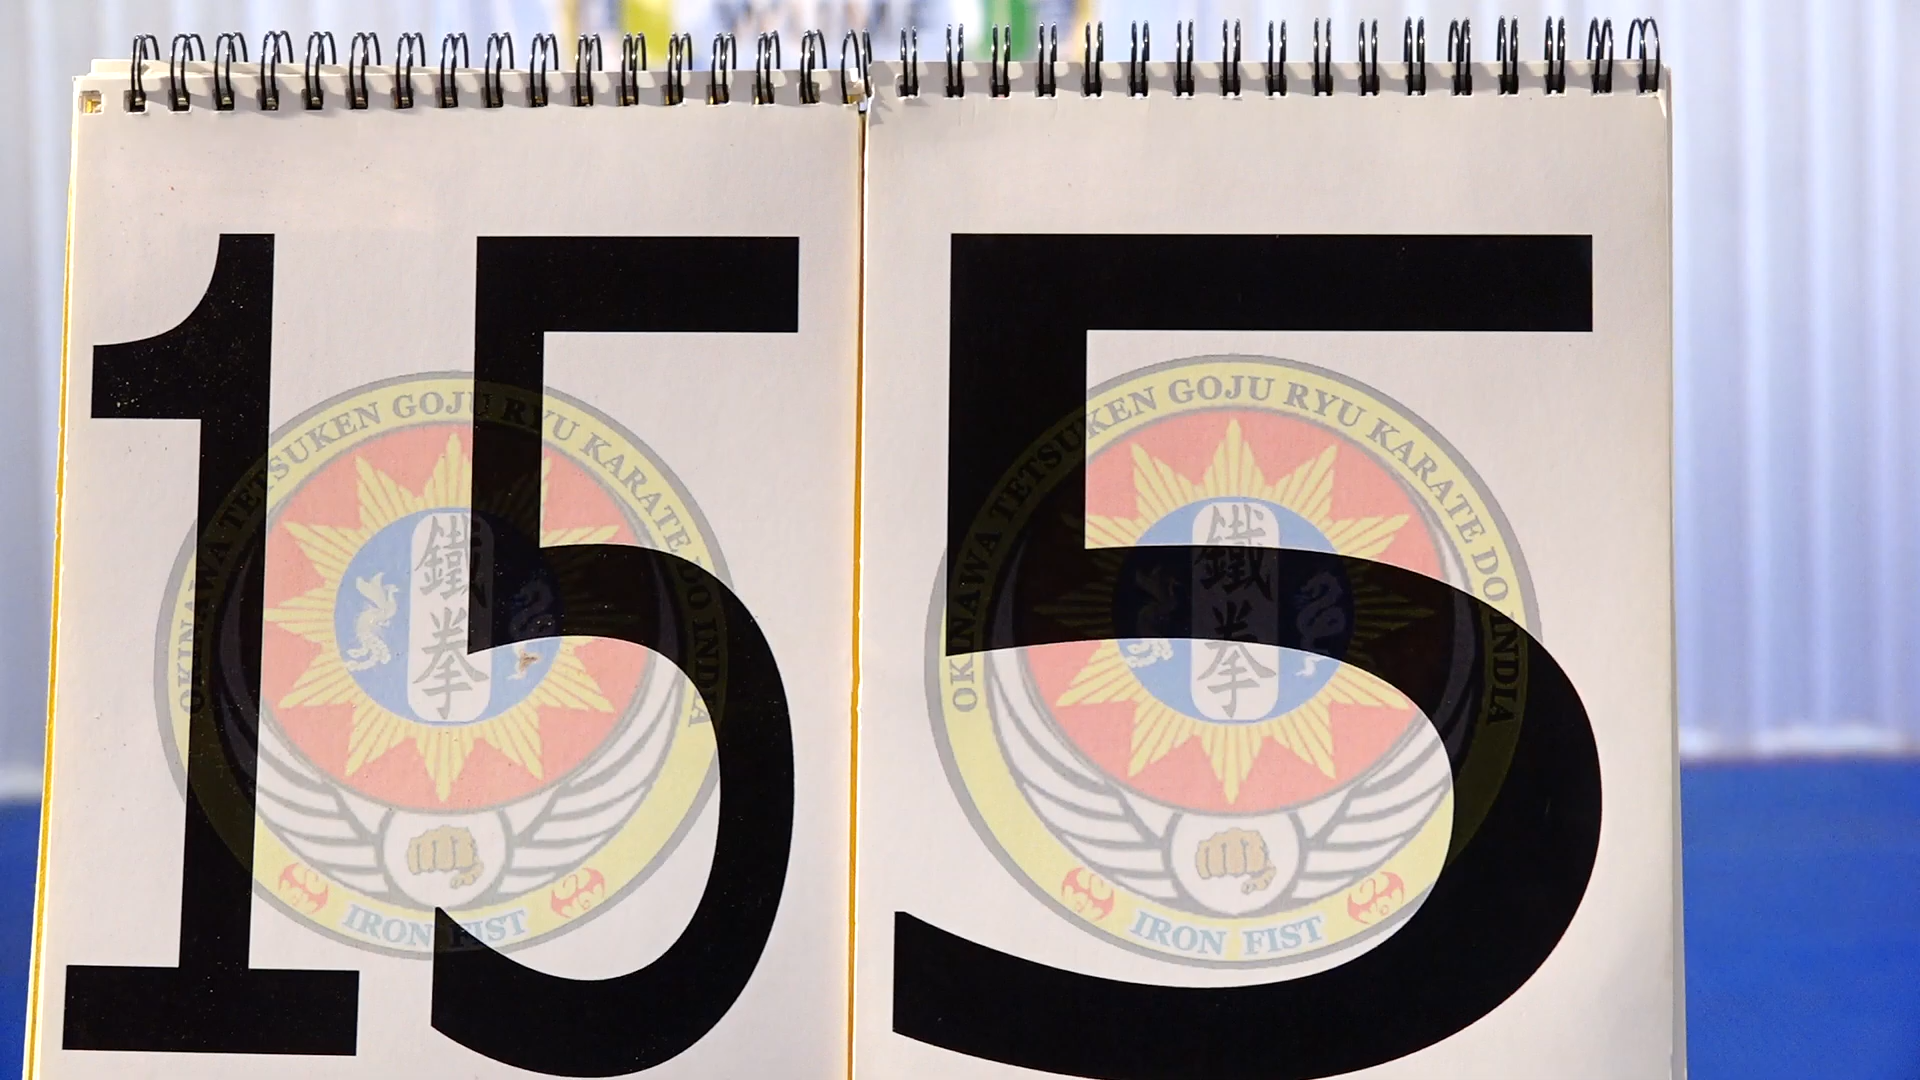 15 5
OKINAWA TETSUKEN GOJU RYU KARATE DO INDIA
鐵拳
IRON FIST
OKINAWA TETSUKEN GOJU RYU KARATE DO INDIA
鐵拳
IRON FIST